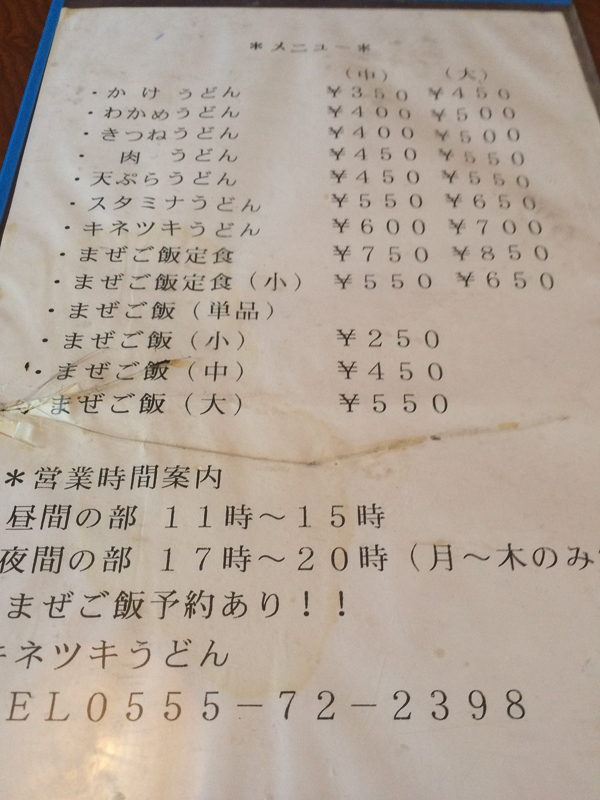 ＊メニュー＊
（中）（大）
・かけ うどん ￥３５０ ￥４５０
・わかめうどん ￥４００ ￥５００
・きつねうどん ￥４００ ￥５００
・ 肉 うどん ￥４５０ ￥５５０
・天ぷらうどん ￥４５０ ￥５５０
・スタミナうどん ￥５５０ ￥６５０
・キネツキうどん ￥６００ ￥７００
・まぜご飯定食 ￥７５０ ￥８５０
・まぜご飯定食（小） ￥５５０ ￥６５０
・まぜご飯（単品）
・まぜご飯（小） ￥２５０
・まぜご飯（中） ￥４５０
まぜご飯（大） ￥５５０
＊営業時間案内
昼間の部 １１時～１５時
夜間の部 １７時～２０時（月～木のみ
まぜご飯予約あり！！
キネツキうどん
ＥＬ０５５５－７２－２３９８